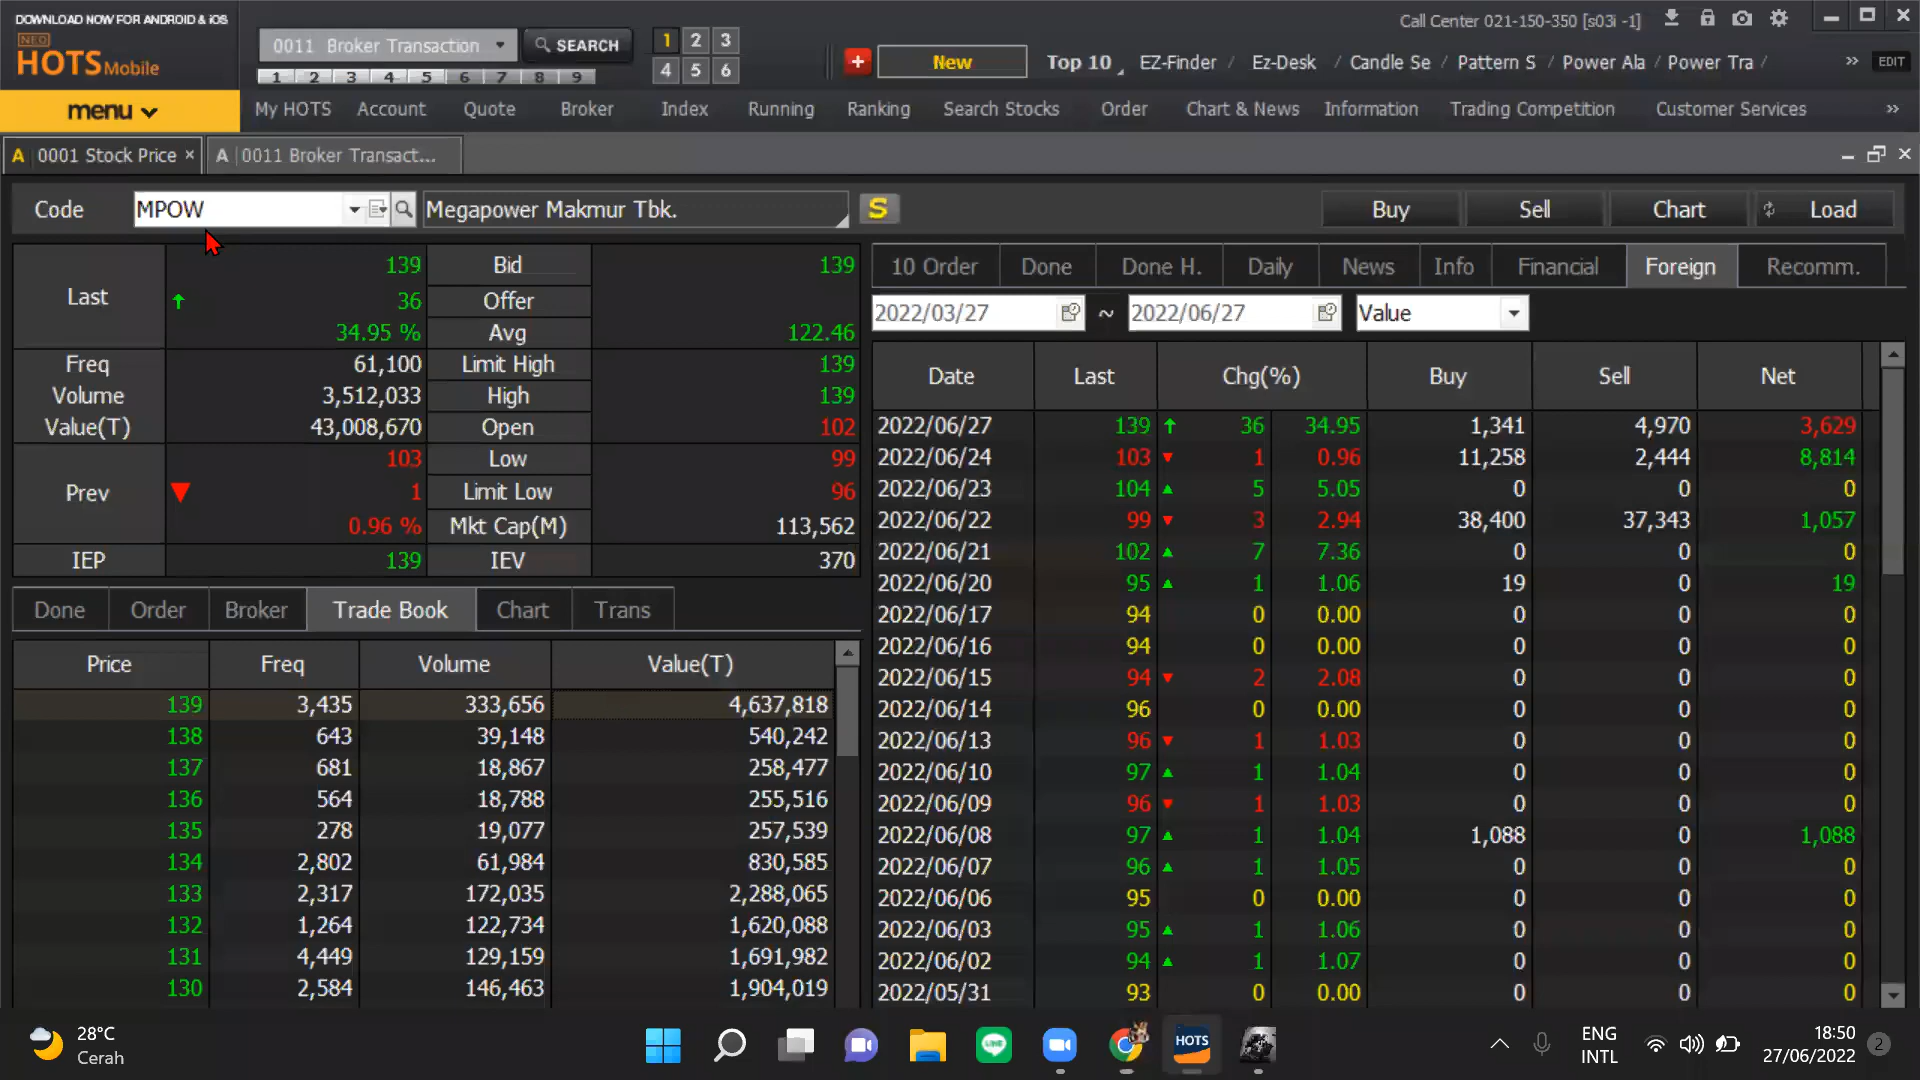 DOWNLOAD NOW FOR ANDROID & iOS
NEO
HOTS Mobile
0011 Broker Transaction
SEARCH
1 2 3 4 5 6 7 8 9
1 2 3
4 5 6
New
Top 10
EZ-Finder / Ez-Desk / Candle Se / Pattern S / Power Ala / Power Tra /
EDIT
Call Center 021-150-350 [s03i -1]
menu
My HOTS Account Quote Broker Index Running Ranking Search Stocks Order Chart & News Information Trading Competition Customer Services
A 0001 Stock Price ×
A 0011 Broker Transact...
Code MPOW Megapower Makmur Tbk. S
Buy Sell Chart Load
Last 139 Bid 139
36 Offer
34.95 % Avg 122.46
Freq 61,100 Limit High 139
Volume 3,512,033 High 139
Value(T) 43,008,670 Open 102
Prev 103 Low 99
1 Limit Low 96
0.96 % Mkt Cap(M) 113,562
IEP 139 IEV 370
Done Order Broker Trade Book Chart Trans
Price Freq Volume Value(T)
139 3,435 333,656 4,637,818
138 643 39,148 540,242
137 681 18,867 258,477
136 564 18,788 255,516
135 278 19,077 257,539
134 2,802 61,984 830,585
133 2,317 172,035 2,288,065
132 1,264 122,734 1,620,088
131 4,449 129,159 1,691,982
130 2,584 146,463 1,904,019
10 Order Done Done H. Daily News Info Financial Foreign Recomm.
2022/03/27 ~ 2022/06/27 Value
Date Last Chg(%) Buy Sell Net
2022/06/27 139 36 34.95 1,341 4,970 3,629
2022/06/24 103 1 0.96 11,258 2,444 8,814
2022/06/23 104 5 5.05 0 0 0
2022/06/22 99 3 2.94 38,400 37,343 1,057
2022/06/21 102 7 7.36 0 0 0
2022/06/20 95 1 1.06 19 0 19
2022/06/17 94 0 0.00 0 0 0
2022/06/16 94 0 0.00 0 0 0
2022/06/15 94 2 2.08 0 0 0
2022/06/14 96 0 0.00 0 0 0
2022/06/13 96 1 1.03 0 0 0
2022/06/10 97 1 1.04 0 0 0
2022/06/09 96 1 1.03 0 0 0
2022/06/08 97 1 1.04 1,088 0 1,088
2022/06/07 96 1 1.05 0 0 0
2022/06/06 95 0 0.00 0 0 0
2022/06/03 95 1 1.06 0 0 0
2022/06/02 94 1 1.07 0 0 0
2022/05/31 93 0 0.00 0 0 0
28°C
Cerah
LINE
HOTS
ENG
INTL
18:50
27/06/2022
2